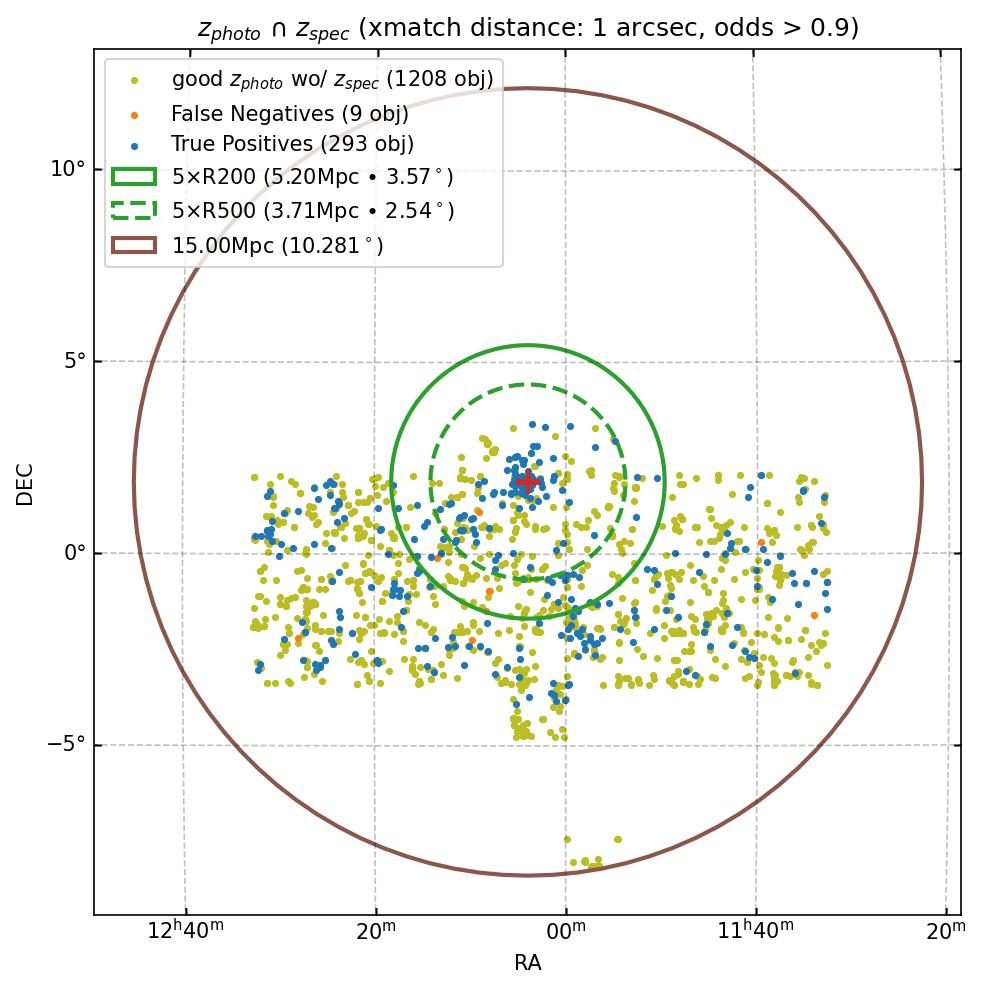 z_photo ∩ z_spec (xmatch distance: 1 arcsec, odds > 0.9)
good z_photo wo/ z_spec (1208 obj)
False Negatives (9 obj)
True Positives (293 obj)
5×R200 (5.20Mpc • 3.57°)
5×R500 (3.71Mpc • 2.54°)
15.00Mpc (10.281°)
10°
5°
0°
−5°
DEC
12ʰ40ᵐ
20ᵐ
00ᵐ
11ʰ40ᵐ
20ᵐ
RA